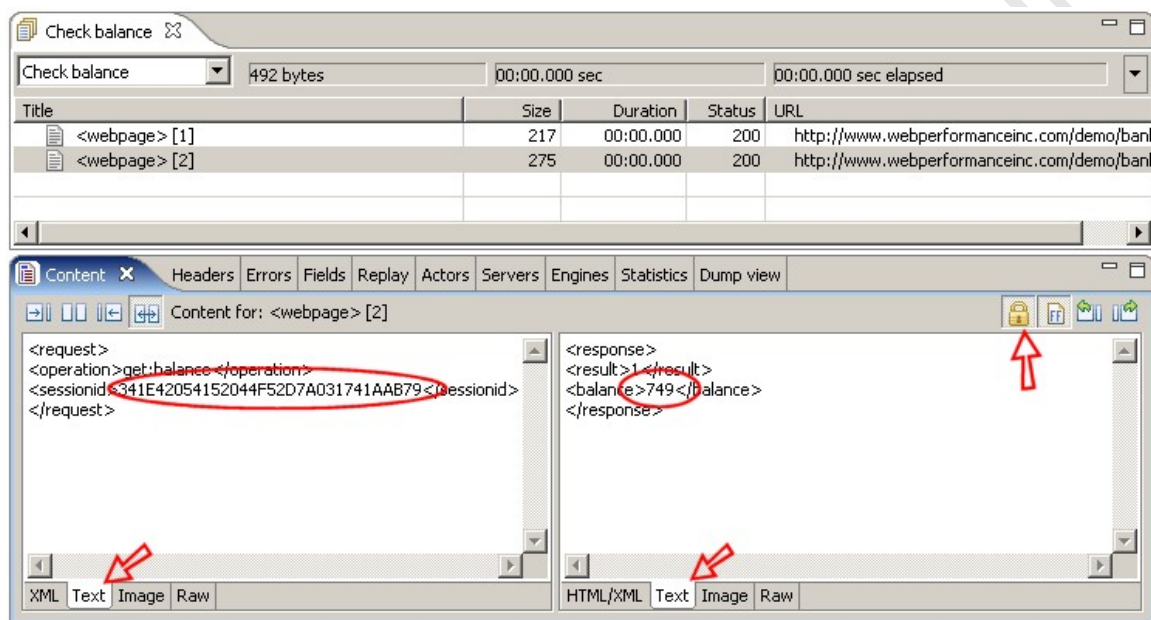 Check balance
Check balance 492 bytes 00:00.000 sec 00:00.000 sec elapsed
Title Size Duration Status URL
<webpage> [1] 217 00:00.000 200 http://www.webperformanceinc.com/demo/ban
<webpage> [2] 275 00:00.000 200 http://www.webperformanceinc.com/demo/ban
Content Headers Errors Fields Replay Actors Servers Engines Statistics Dump view
Content for: <webpage> [2] FF
<request>
<operation>get:balance</operation>
<sessionid>341E42054152044F52D7A031741AAB79</sessionid>
</request>
XML Text Image Raw
<response>
<result>1</result>
<balance>749</balance>
</response>
HTML/XML Text Image Raw